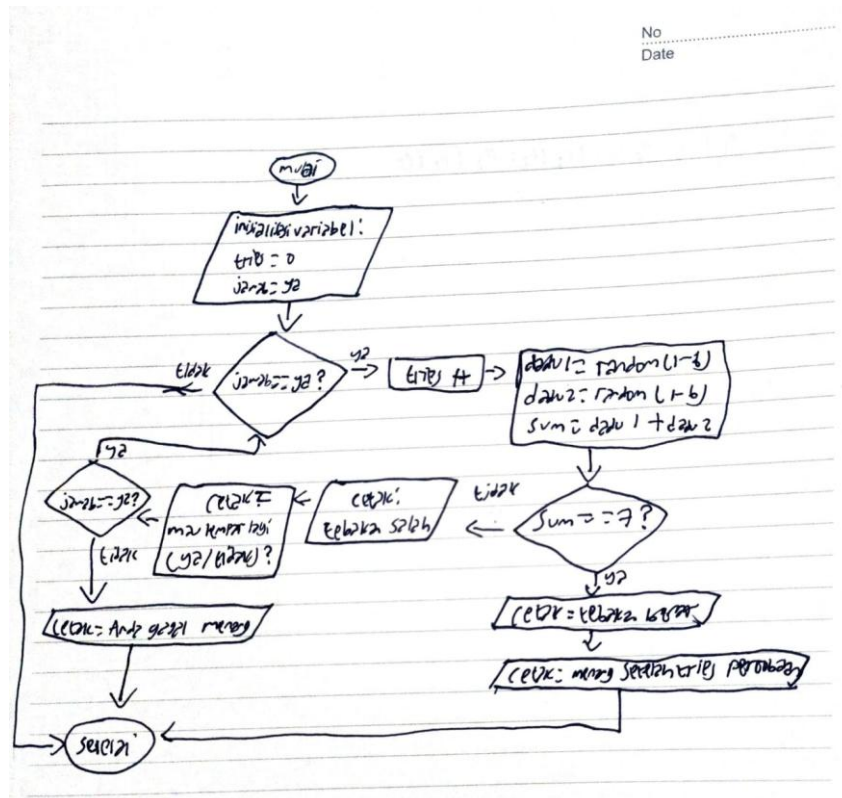 No
Date
mulai
inisialisasi variabel:
trial = 0
jawab = ya
jawab == ya?
tidak
ya
trial ++
dadu1 = random (1-6)
dadu2 = random (1-6)
sum = dadu1 + dadu2
sum == 7?
tidak
ya
cetak:
tebakan salah
cetak:
mau tebak lagi
(ya/tidak)?
jawab == ya?
ya
tidak
cetak = Anda gagal menang
cetak = tebakan benar
cetak = menang setelah trial percobaan
selesai